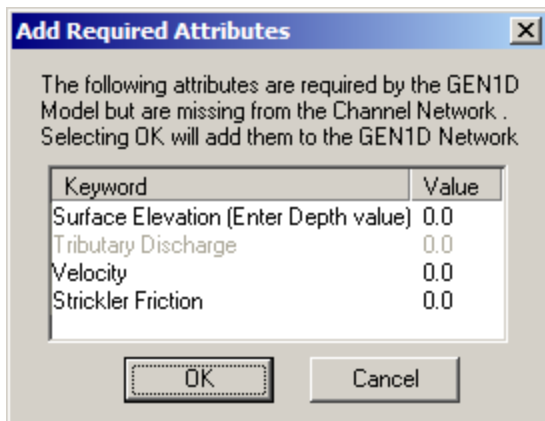 Add Required Attributes
The following attributes are required by the GEN1D
Model but are missing from the Channel Network .
Selecting OK will add them to the GEN1D Network
Keyword Value
Surface Elevation (Enter Depth value) 0.0
Tributary Discharge 0.0
Velocity 0.0
Strickler Friction 0.0
OK Cancel